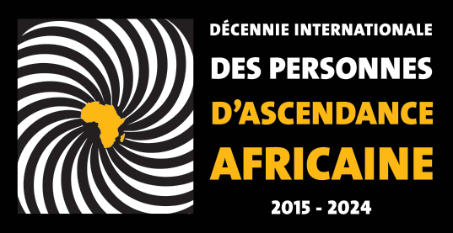 DÉCENNIE INTERNATIONALE
DES PERSONNES
D'ASCENDANCE
AFRICAINE
2015 - 2024